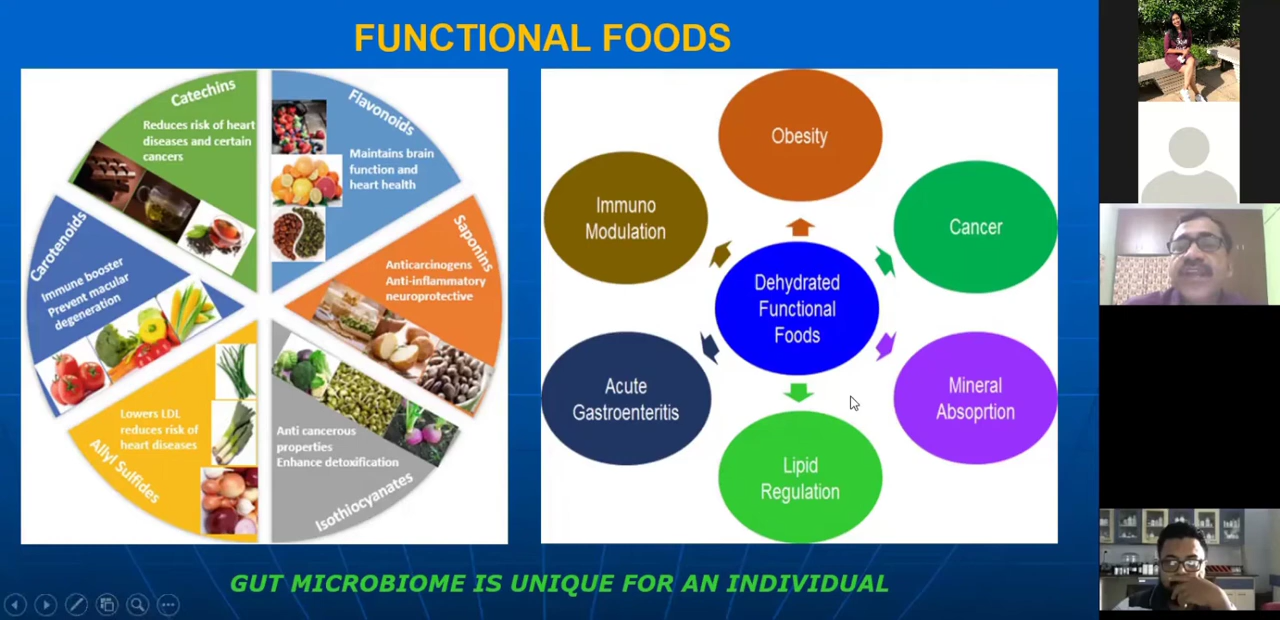 FUNCTIONAL FOODS
Catechins
Reduces risk of heart
diseases and certain
cancers
Flavonoids
Maintains brain
function and
heart health
Saponins
Anticarcinogens
Anti-inflammatory
neuroprotective
Isothiocyanates
Anti cancerous
properties
Enhance detoxification
Allyl Sulfides
Lowers LDL
reduces risk of
heart diseases
Carotenoids
Immune booster
Prevent macular
degeneration
Obesity
Immuno
Modulation
Cancer
Dehydrated
Functional
Foods
Acute
Gastroenteritis
Mineral
Absoprtion
Lipid
Regulation
GUT MICROBIOME IS UNIQUE FOR AN INDIVIDUAL